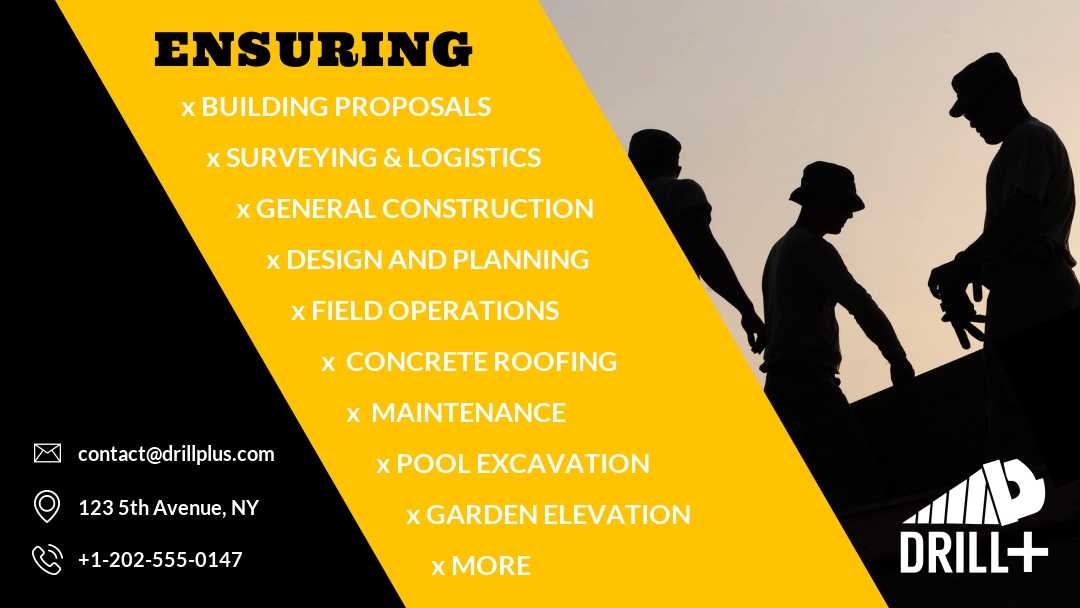 ENSURING
x BUILDING PROPOSALS
x SURVEYING & LOGISTICS
x GENERAL CONSTRUCTION
x DESIGN AND PLANNING
x FIELD OPERATIONS
x CONCRETE ROOFING
x MAINTENANCE
x POOL EXCAVATION
x GARDEN ELEVATION
x MORE
contact@drillplus.com
123 5th Avenue, NY
+1-202-555-0147
DRILL+